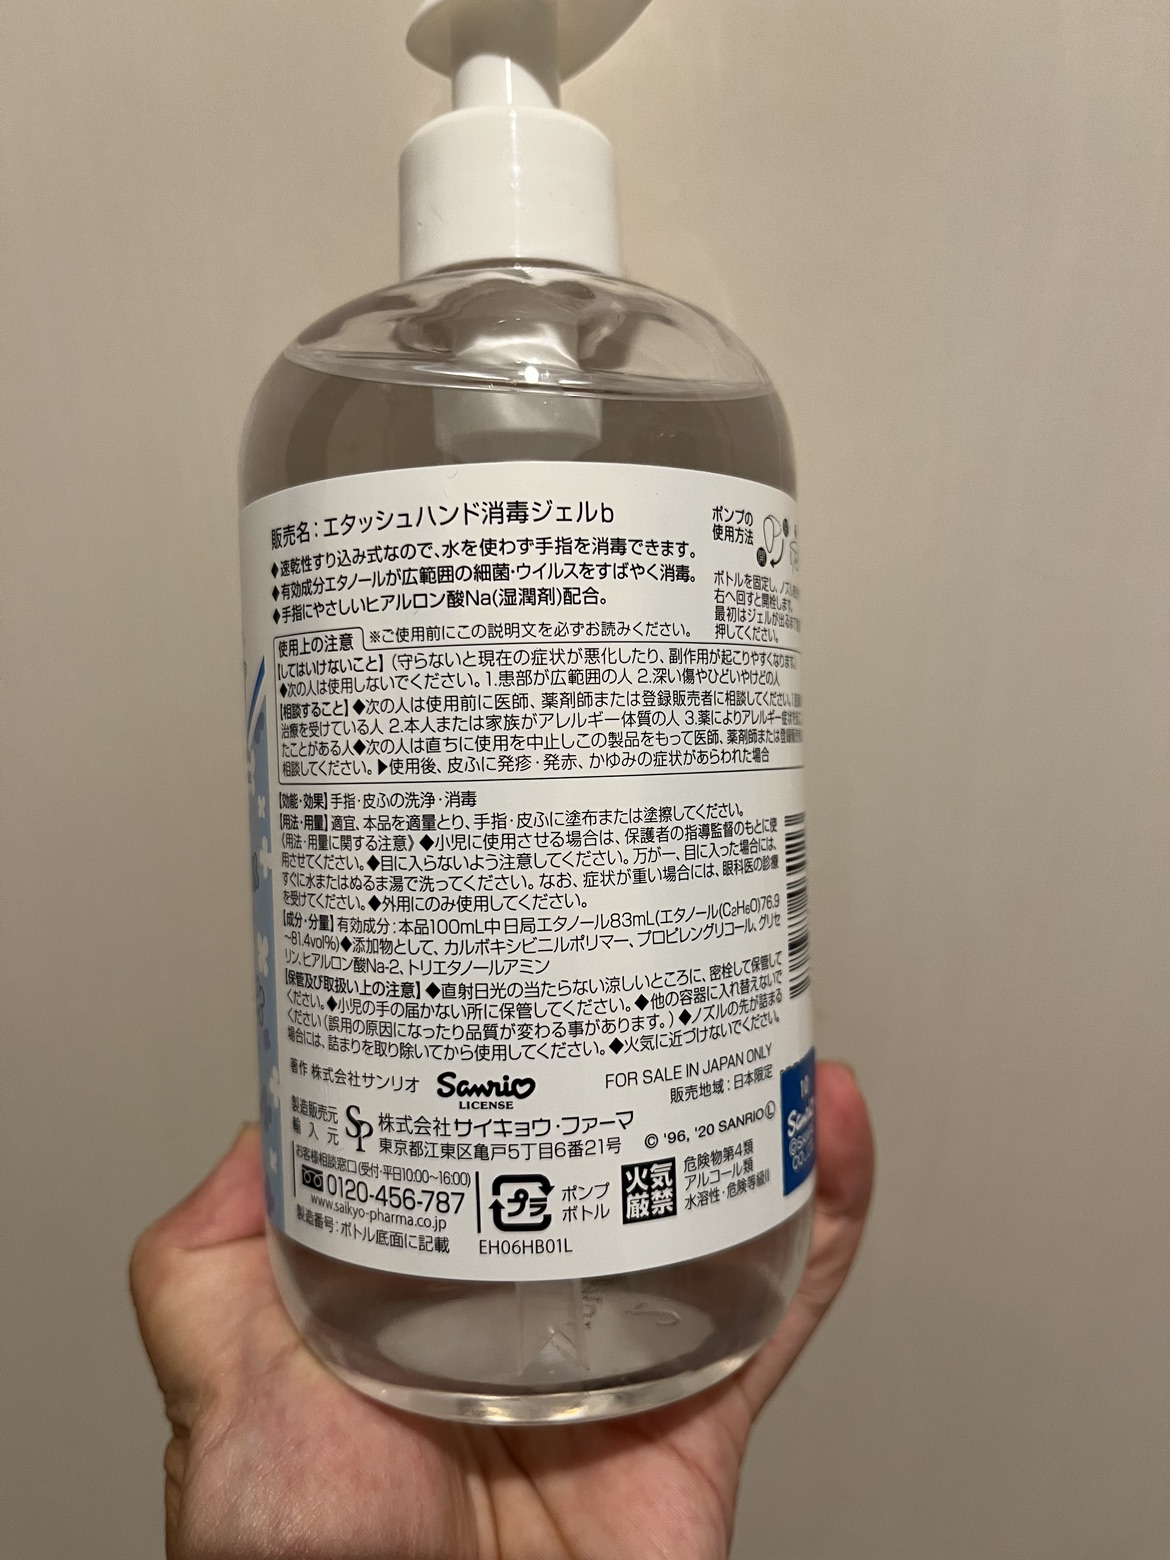 販売名：エタッシュハンド消毒ジェルb
◆速乾性すり込み式なので、水を使わず手指を消毒できます。
◆有効成分エタノールが広範囲の細菌・ウイルスをすばやく消毒。
◆手指にやさしいヒアルロン酸Na(湿潤剤)配合。
ポンプの
使用方法
ボトルを固定し、ノズ
右へ回すと開栓しま
最初はジェルが出るまで
押してください。
使用上の注意 ※ご使用前にこの説明文を必ずお読みください。
【してはいけないこと】(守らないと現在の症状が悪化したり、副作用が起こりやすくなります。
◆次の人は使用しないでください。1.患部が広範囲の人 2.深い傷やひどいやけどの人
【相談すること】◆次の人は使用前に医師、薬剤師または登録販売者に相談してください。
治療を受けている人 2.本人または家族がアレルギー体質の人 3.薬によりアレルギー症状
たことがある人◆次の人は直ちに使用を中止しこの製品をもって医師、薬剤師または登録
相談してください。▶使用後、皮ふに発疹・発赤、かゆみの症状があらわれた場合
【効能・効果】手指・皮ふの洗浄・消毒
【用法・用量】適宜、本品を適量とり、手指・皮ふに塗布または塗擦してください。
《用法・用量に関する注意》◆小児に使用させる場合は、保護者の指導監督のもとに使
用させてください。◆目に入らないよう注意してください。万が一、目に入った場合には、
すぐに水またはぬるま湯で洗ってください。なお、症状が重い場合には、眼科医の診療
を受けてください。◆外用にのみ使用してください。
【成分・分量】有効成分：本品100mL中 日局エタノール83mL(エタノール(C₂H₆O)76.9
~81.4vol%)◆添加物として、カルボキシビニルポリマー、プロピレングリコール、グリセ
リン、ヒアルロン酸Na-2、トリエタノールアミン
【保管及び取扱い上の注意】◆直射日光の当たらない涼しいところに、密栓して保管して
ください。◆小児の手の届かない所に保管してください。◆他の容器に入れ替えないで
ください(誤用の原因になったり品質が変わる事があります。)◆ノズルの先が詰まる
場合には、詰まりを取り除いてから使用してください。◆火気に近づけないでください。
著作 株式会社サンリオ Sanrio
LICENSE
FOR SALE IN JAPAN ONLY
販売地域：日本限定
製造販売元
輸入元
SP 株式会社サイキョウ・ファーマ
東京都江東区亀戸5丁目6番21号
© '96, '20 SANRIO Ⓛ
お客様相談窓口(受付・平日10:00~16:00)
0120-456-787
www.saikyo-pharma.co.jp
製造番号：ボトル底面に記載
プラ
ポンプ
ボトル
EH06HB01L
火気
厳禁
危険物第4類
アルコール類
水溶性・危険等級II
10